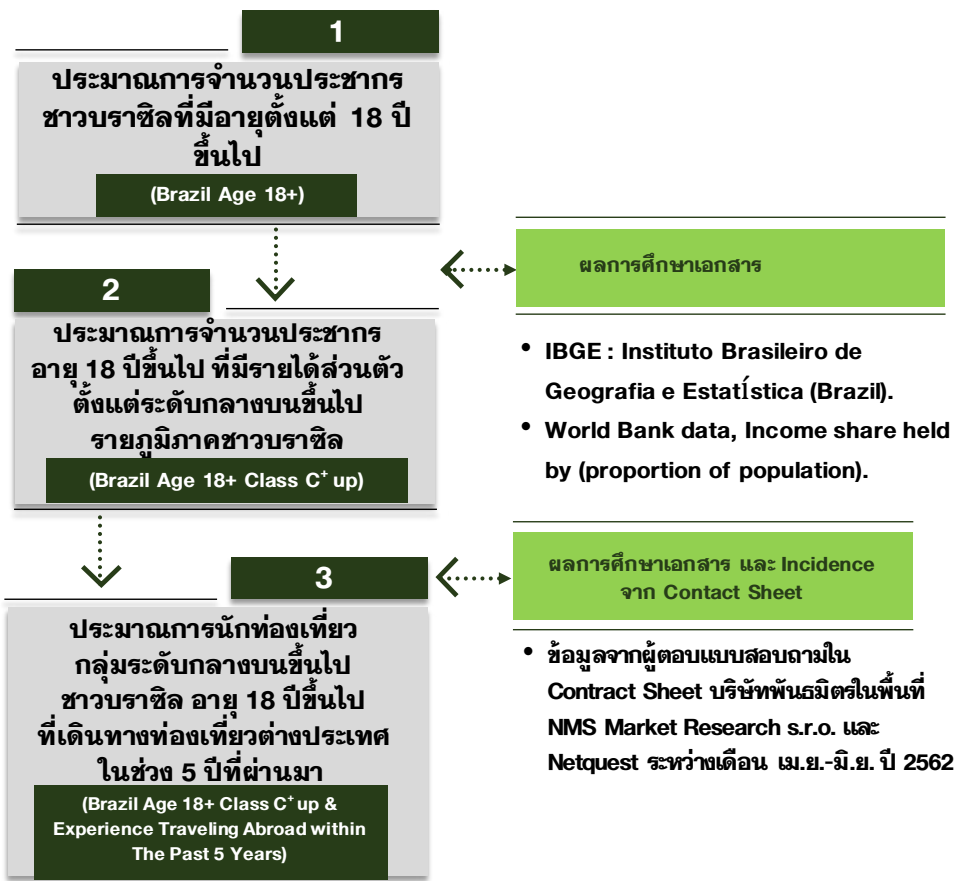 1
ประมาณการจำนวนประชากร
ชาวบราซิลที่มีอายุตั้งแต่ 18 ปี
ขึ้นไป
(Brazil Age 18+)
ผลการศึกษาเอกสาร
2
ประมาณการจำนวนประชากร
อายุ 18 ปีขึ้นไป ที่มีรายได้ส่วนตัว
ตั้งแต่ระดับกลางบนขึ้นไป
รายภูมิภาคชาวบราซิล
(Brazil Age 18+ Class C⁺ up)
• IBGE : Instituto Brasileiro de
Geografia e Estatística (Brazil).
• World Bank data, Income share held
by (proportion of population).
3
ประมาณการนักท่องเที่ยว
กลุ่มระดับกลางบนขึ้นไป
ชาวบราซิล อายุ 18 ปีขึ้นไป
ที่เดินทางท่องเที่ยวต่างประเทศ
ในช่วง 5 ปีที่ผ่านมา
(Brazil Age 18+ Class C⁺ up &
Experience Traveling Abroad within
The Past 5 Years)
ผลการศึกษาเอกสาร และ Incidence
จาก Contact Sheet
• ข้อมูลจากผู้ตอบแบบสอบถามใน
Contract Sheet บริษัทพันธมิตรในพื้นที่
NMS Market Research s.r.o. และ
Netquest ระหว่างเดือน เม.ย.-มิ.ย. ปี 2562